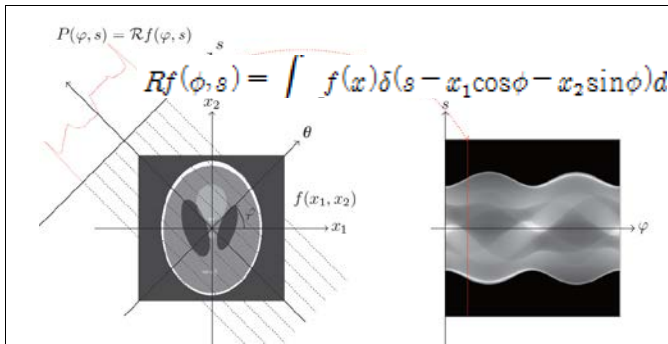 P(φ, s) = ℛf(φ, s)
s
Rf(ϕ,s) = ∫ f(x)δ(s − x₁cosϕ − x₂sinϕ)d
x₂
s
θ
f(x₁, x₂)
x₁
φ